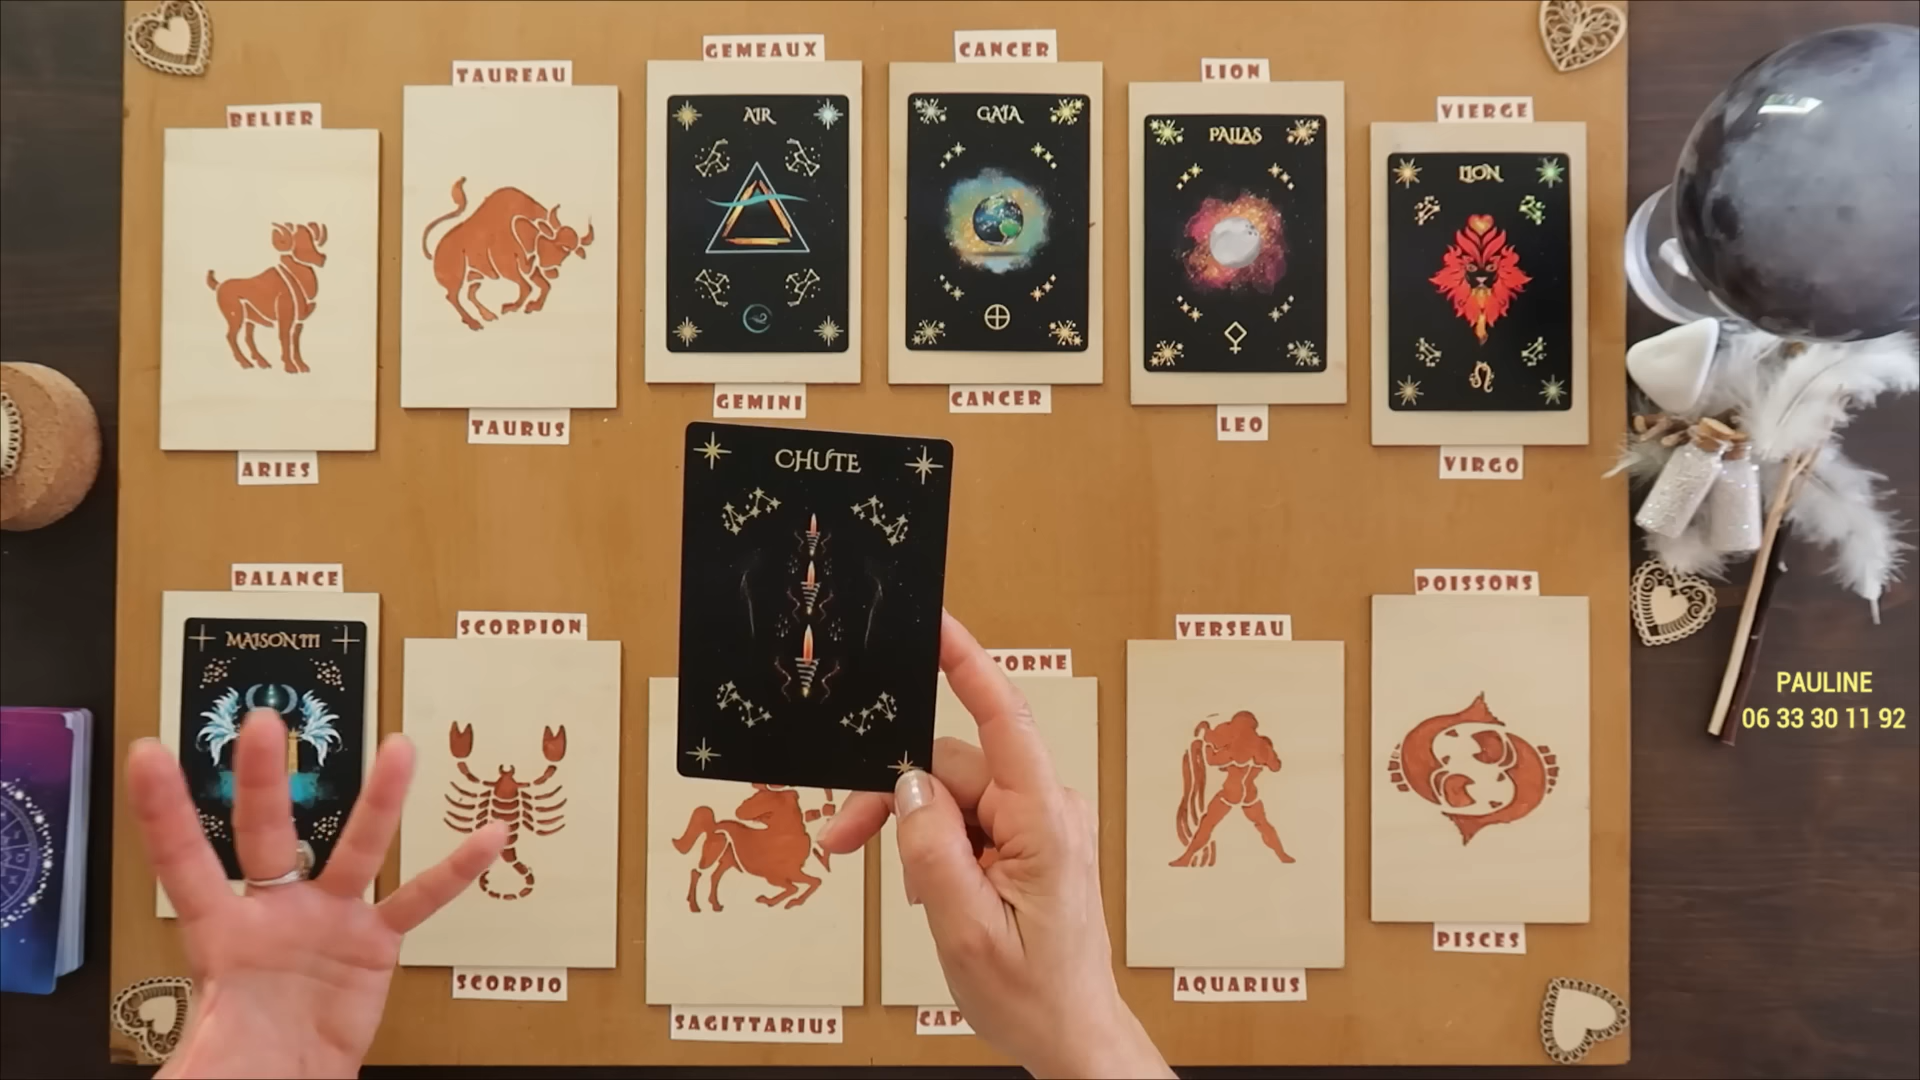 BELIER
TAUREAU
GEMEAUX
CANCER
LION
VIERGE
AIR
GAIA
PALLAS
LION
ARIES
TAURUS
GEMINI
CANCER
LEO
VIRGO
CHUTE
BALANCE
SCORPION
ORNE
VERSEAU
POISSONS
MAISON III
SCORPIO
SAGITTARIUS
CAP
AQUARIUS
PISCES
PAULINE
06 33 30 11 92